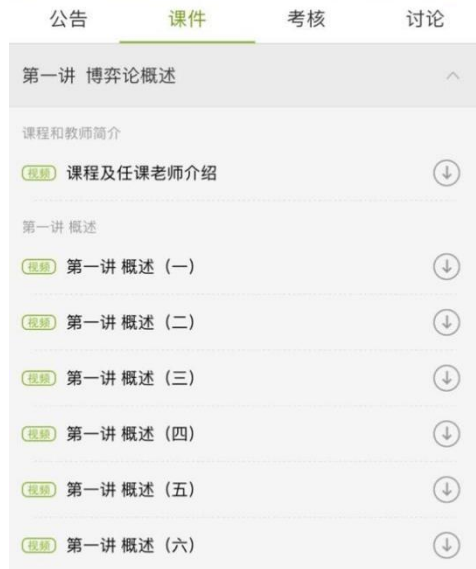 公告 课件 考核 讨论
第一讲 博弈论概述
课程和教师简介
视频 课程及任课老师介绍
第一讲 概述
视频 第一讲 概述（一）
视频 第一讲 概述（二）
视频 第一讲 概述（三）
视频 第一讲 概述（四）
视频 第一讲 概述（五）
视频 第一讲 概述（六）